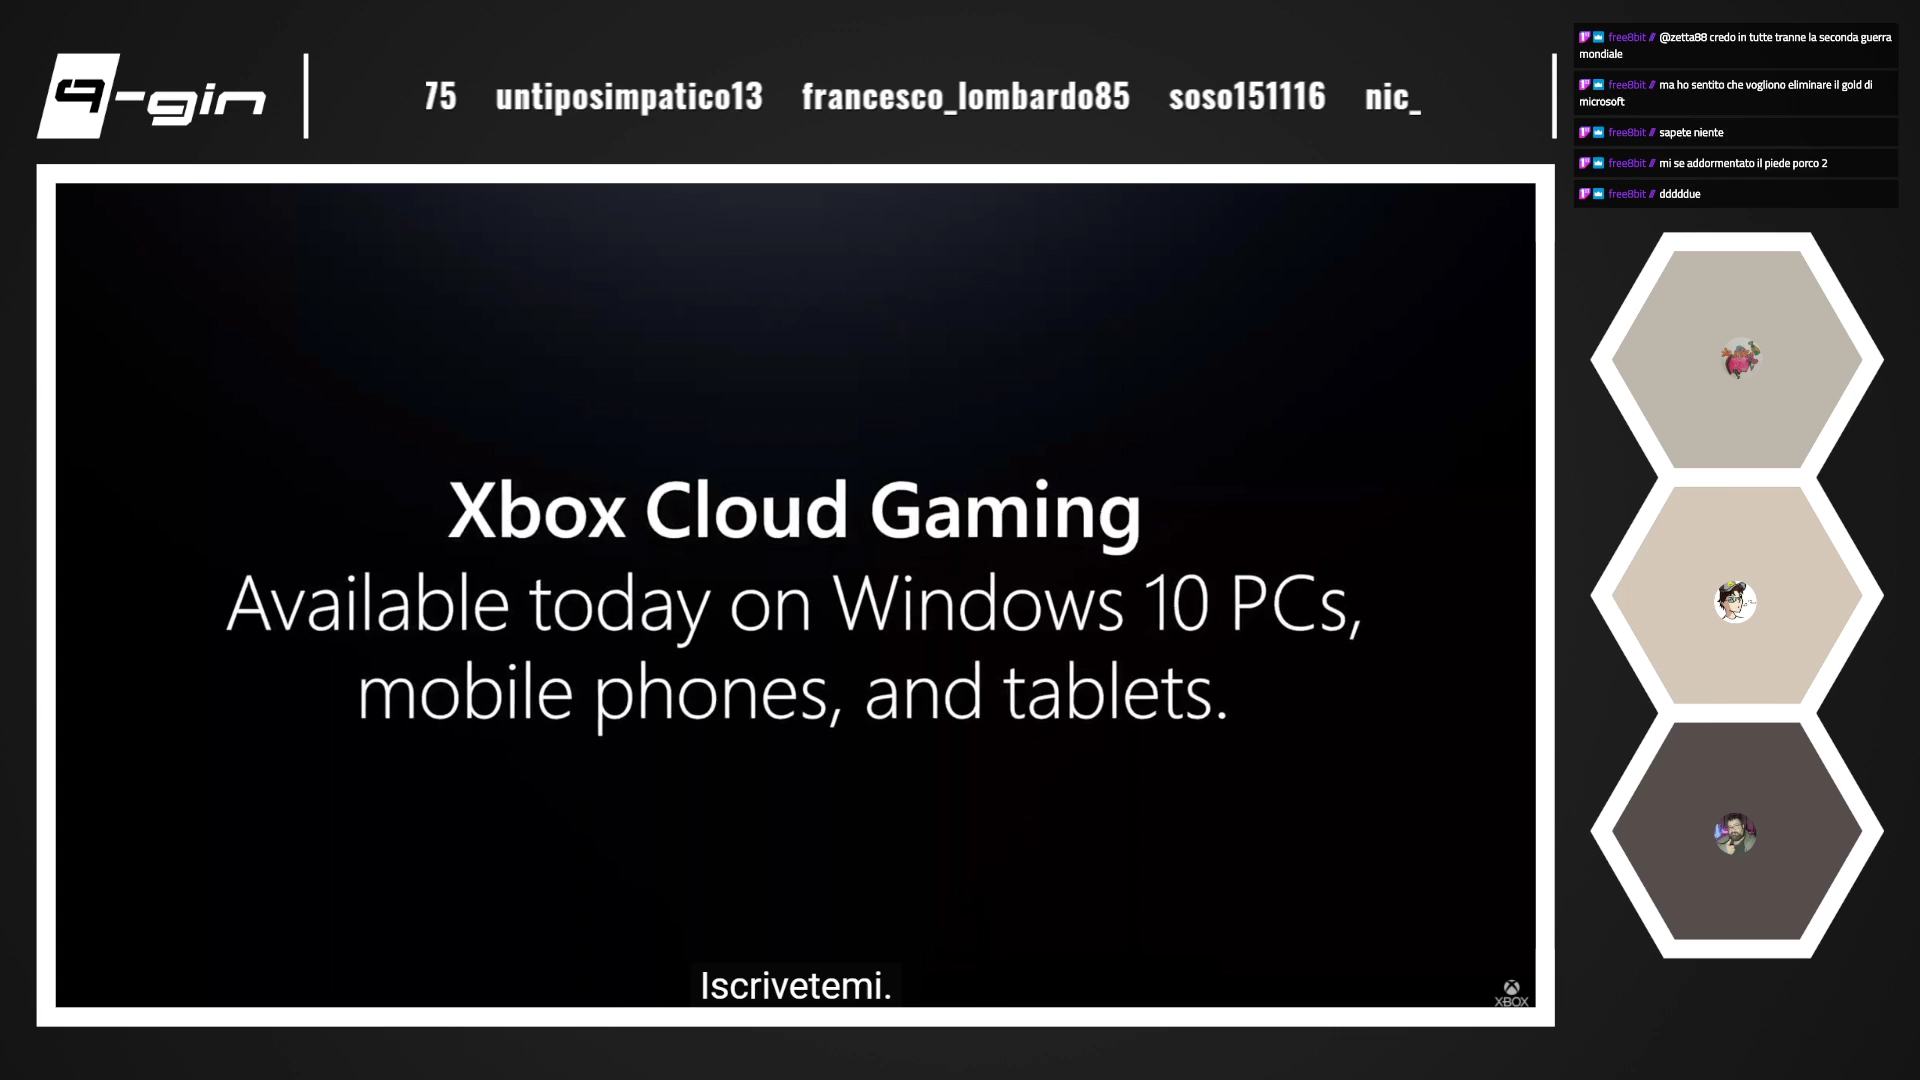 q-gin
75 untiposimpatico13 francesco_lombardo85 soso151116 nic_
free8bit // @zetta88 credo in tutte tranne la seconda guerra
mondiale
free8bit // ma ho sentito che vogliono eliminare il gold di
microsoft
free8bit // sapete niente
free8bit // mi se addormentato il piede porco 2
free8bit // dddddue
Xbox Cloud Gaming
Available today on Windows 10 PCs,
mobile phones, and tablets.
Iscrivetemi.
XBOX